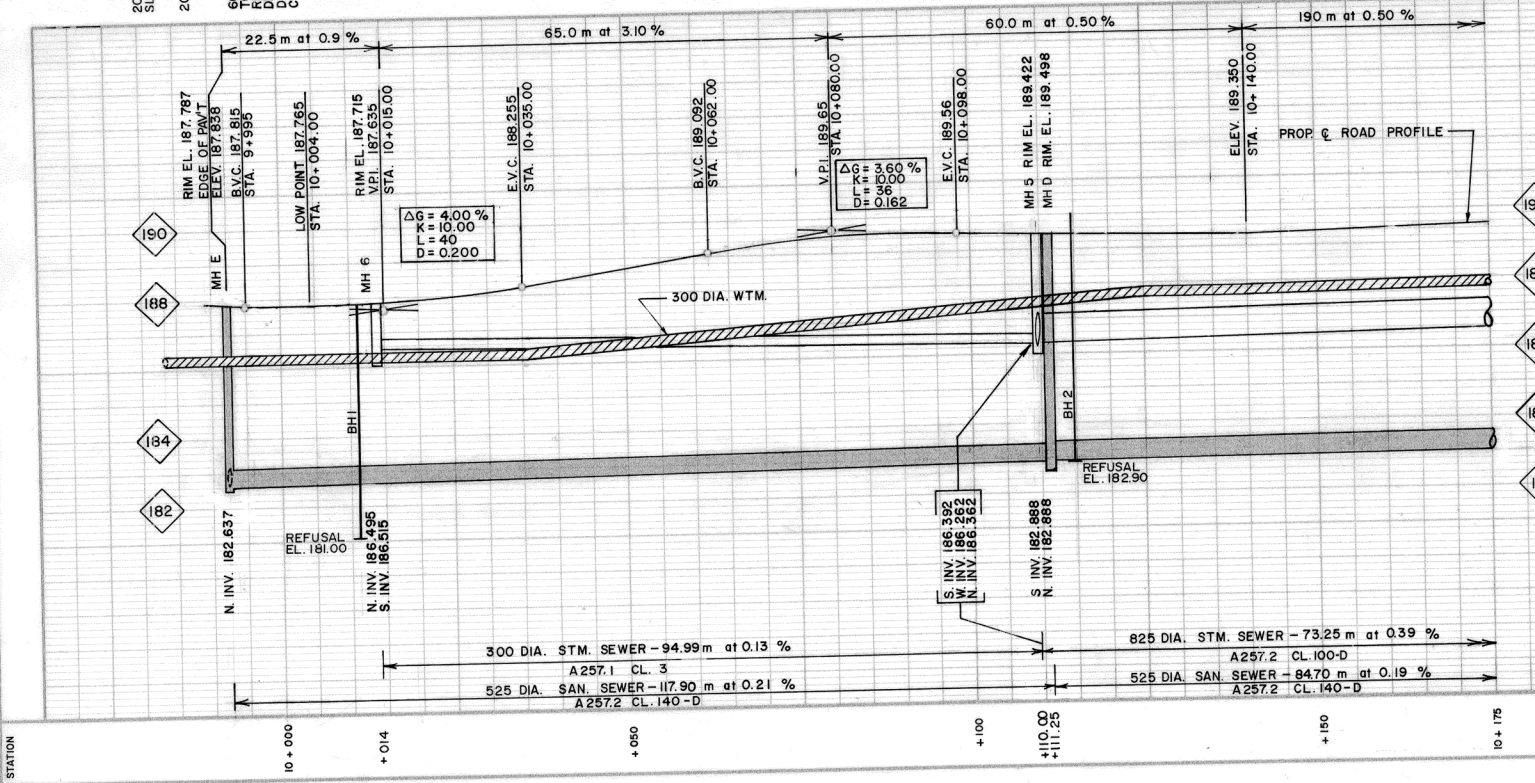 22.5 m at 0.9 %
65.0 m at 3.10 %
60.0 m at 0.50 %
190 m at 0.50 %
RIM EL. 187.787
EDGE OF PAV'T
ELEV. 187.838
B.V.C. 187.815
STA. 9+995
LOW POINT 187.765
STA. 10+004.00
RIM EL. 187.715
V.P.I. 187.635
STA. 10+015.00
E.V.C. 188.255
STA. 10+035.00
B.V.C. 189.092
STA. 10+062.00
V.P.I. 189.65
STA. 10+080.00
E.V.C. 189.56
STA. 10+098.00
MH 5 RIM EL. 189.422
MH D RIM. EL. 189.498
ELEV. 189.350
STA. 10+140.00
PROP. ℄ ROAD PROFILE
ΔG = 4.00 %
K = 10.00
L = 40
D = 0.200
ΔG = 3.60 %
K = 10.00
L = 36
D = 0.162
190
188
184
182
MH E
MH 6
300 DIA. WTM.
BH 1
BH 2
REFUSAL
EL. 181.00
REFUSAL
EL. 182.90
N. INV. 182.637
N. INV. 186.495
S. INV. 186.515
S. INV. 186.392
W. INV. 186.262
N. INV. 186.362
S INV. 182.888
N. INV. 182.888
300 DIA. STM. SEWER – 94.99 m at 0.13 %
A257.1 CL. 3
825 DIA. STM. SEWER – 73.25 m at 0.39 %
A257.2 CL.100-D
525 DIA. SAN. SEWER – 117.90 m at 0.21 %
A257.2 CL. 140-D
525 DIA. SAN. SEWER – 84.70 m at 0.19 %
A257.2 CL. 140-D
STATION
10 + 000
+ 014
+ 050
+ 100
+110.00
+111.25
+ 150
10 + 175